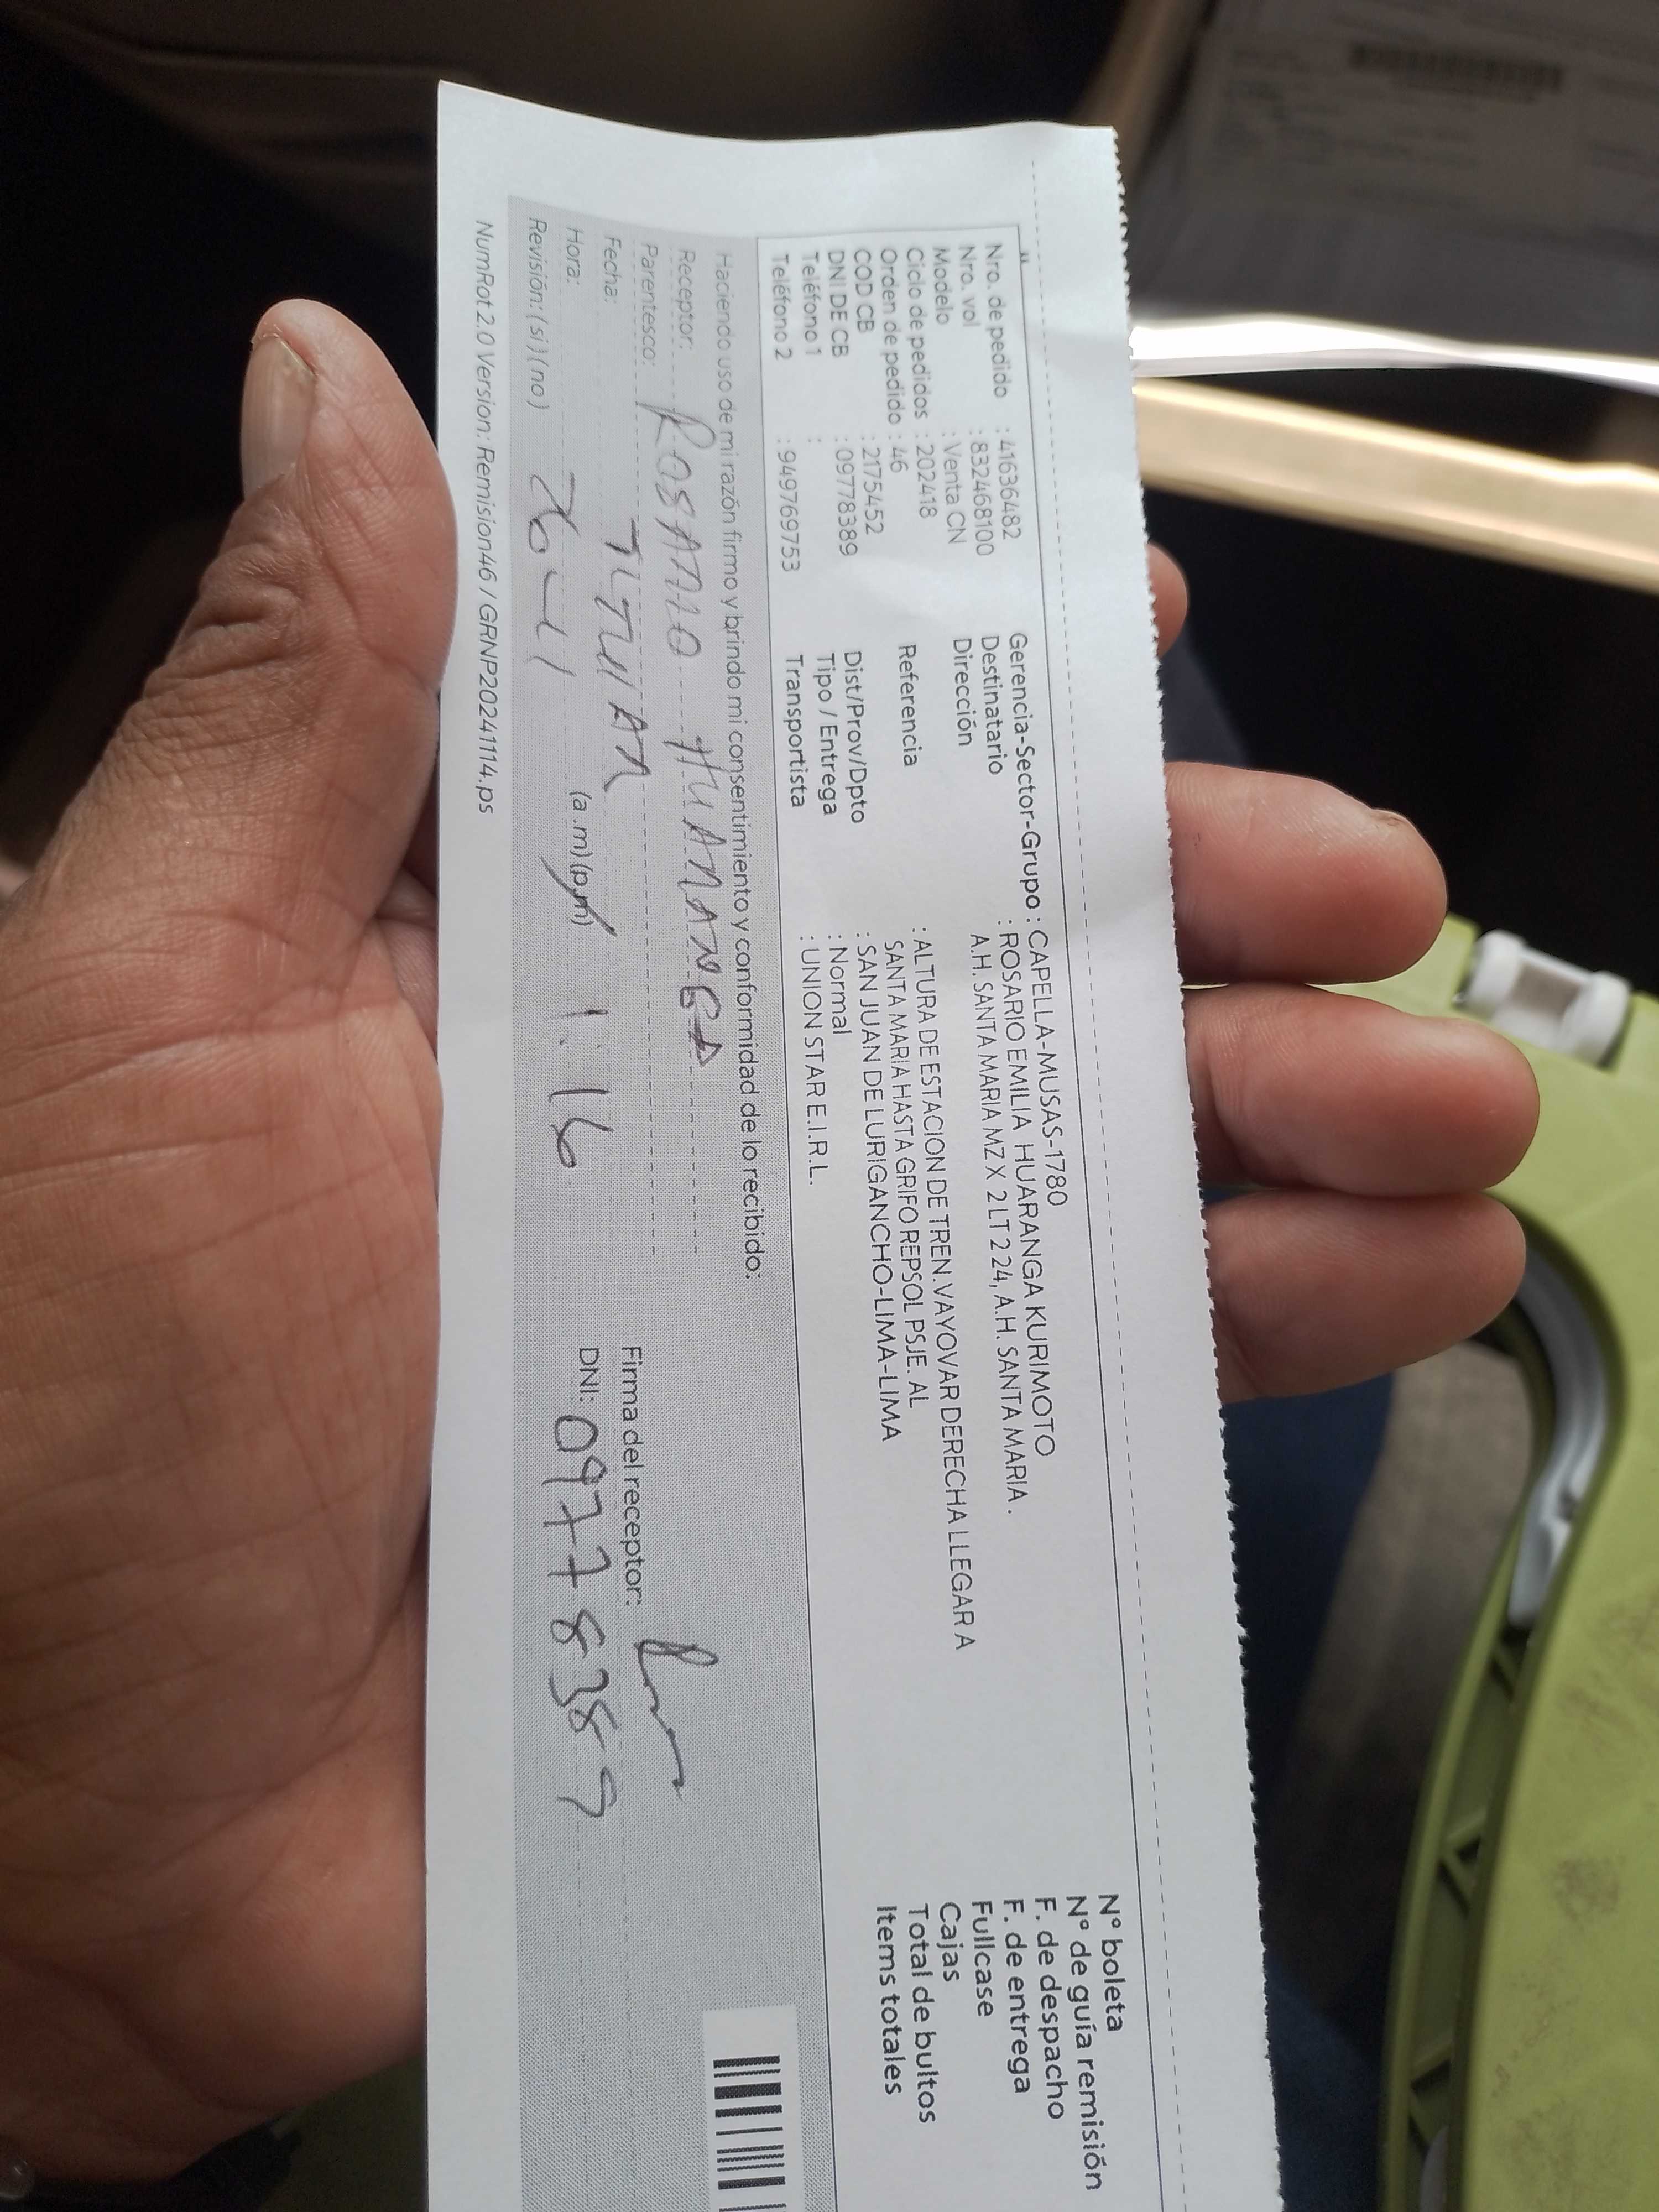 Nro. de pedido : 41636482
Nro. vol : 832468100
Modelo : Venta CN
Ciclo de pedidos : 202418
Orden de pedido : 46
COD CB : 2175452
DNI DE CB : 09778389
Teléfono 1 :
Teléfono 2 : 949769753
Gerencia-Sector-Grupo : CAPELLA-MUSAS-1780
Destinatario : ROSARIO EMILIA HUARANGA KURIMOTO
Dirección A.H. SANTA MARIA MZ X 2 LT 2 24, A.H. SANTA MARIA .
Referencia : ALTURA DE ESTACION DE TREN.VAYOVAR DERECHA LLEGAR A
SANTA MARIA HASTA GRIFO REPSOL PSJE. AL
Dist/Prov/Dpto : SAN JUAN DE LURIGANCHO-LIMA-LIMA
Tipo / Entrega : Normal
Transportista : UNION STAR E.I.R.L.
Nº boleta
Nº de guía remisión
F. de despacho
F. de entrega
Fullcase
Cajas
Total de bultos
Items totales
Haciendo uso de mi razón firmo y brindo mi consentimiento y conformidad de lo recibido:
Receptor: ROSARIO HUARANGA
Parentesco: TITUAR
Fecha:
Hora: (a.m)(p.m) 1:16
Revisión: (si)(no)
Firma del receptor:
DNI: 09778389
NumRot2.0 Version: Remision46 / GRNP20241114.ps